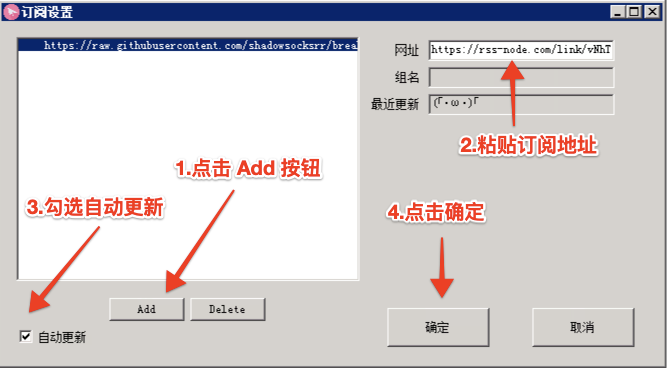 订阅设置
https://raw.githubusercontent.com/shadowsocksrr/brea
网址 https://rss-node.com/link/vNhT
组名
最近更新 (｢･ω･)｢
2.粘贴订阅地址
1.点击 Add 按钮
3.勾选自动更新
4.点击确定
Add Delete
自动更新
确定 取消